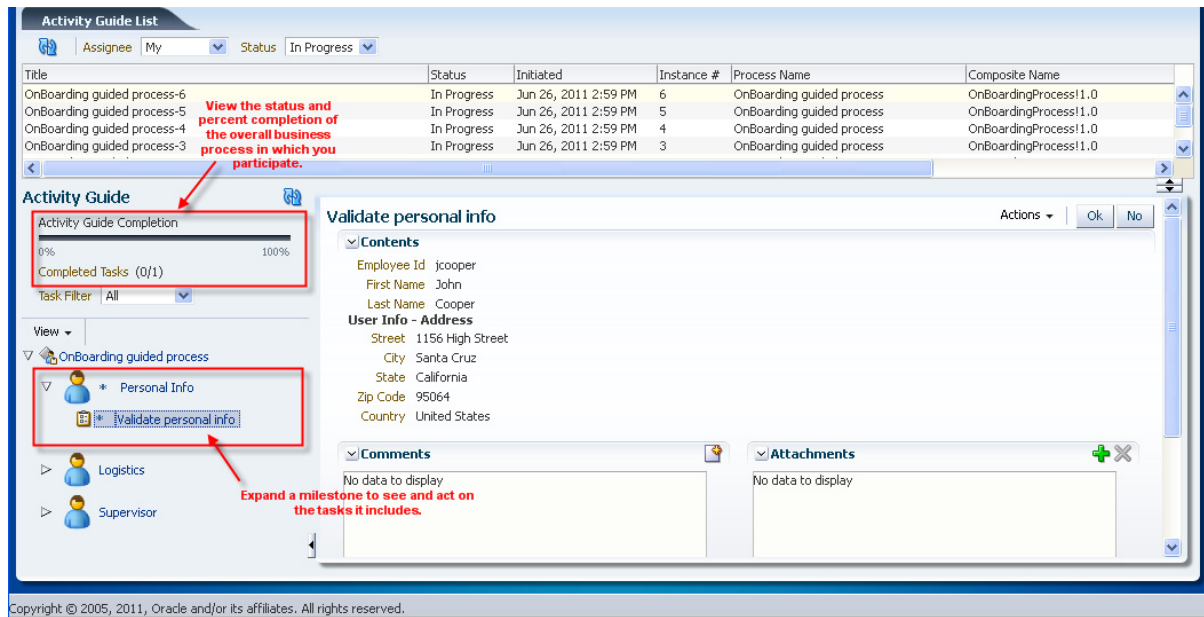 Activity Guide List
Assignee My Status In Progress
Title Status Initiated Instance # Process Name Composite Name
OnBoarding guided process-6 In Progress Jun 26, 2011 2:59 PM 6 OnBoarding guided process OnBoardingProcess!1.0
OnBoarding guided process-5 In Progress Jun 26, 2011 2:59 PM 5 OnBoarding guided process OnBoardingProcess!1.0
OnBoarding guided process-4 In Progress Jun 26, 2011 2:59 PM 4 OnBoarding guided process OnBoardingProcess!1.0
OnBoarding guided process-3 In Progress Jun 26, 2011 2:59 PM 3 OnBoarding guided process OnBoardingProcess!1.0
View the status and
percent completion of
the overall business
process in which you
participate.
Activity Guide
Activity Guide Completion
0% 100%
Completed Tasks (0/1)
Task Filter All
View
OnBoarding guided process
* Personal Info
* Validate personal info
Logistics
Supervisor
Expand a milestone to see and act on
the tasks it includes.
Validate personal info Actions Ok No
Contents
Employee Id jcooper
First Name John
Last Name Cooper
User Info - Address
Street 1156 High Street
City Santa Cruz
State California
Zip Code 95064
Country United States
Comments
No data to display
Attachments
No data to display
Copyright © 2005, 2011, Oracle and/or its affiliates. All rights reserved.